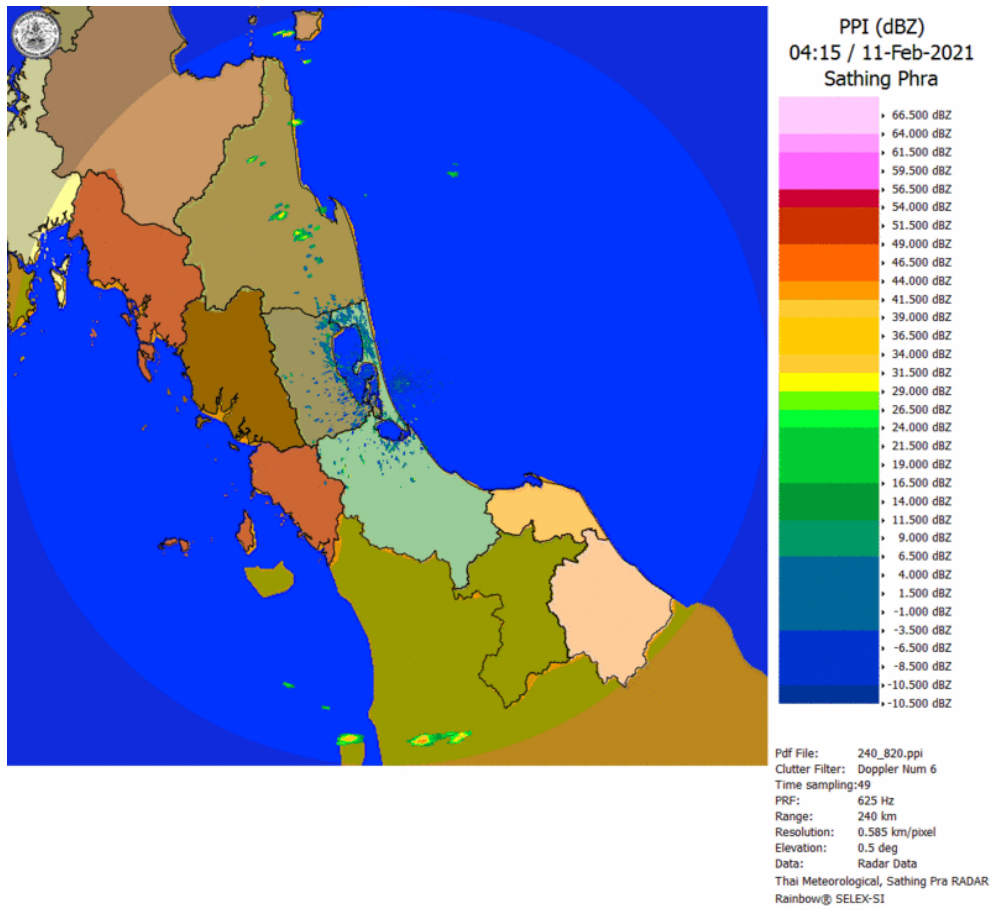 PPI (dBZ)
04:15 / 11-Feb-2021
Sathing Phra
66.500 dBZ
64.000 dBZ
61.500 dBZ
59.500 dBZ
56.500 dBZ
54.000 dBZ
51.500 dBZ
49.000 dBZ
46.500 dBZ
44.000 dBZ
41.500 dBZ
39.000 dBZ
36.500 dBZ
34.000 dBZ
31.500 dBZ
29.000 dBZ
26.500 dBZ
24.000 dBZ
21.500 dBZ
19.000 dBZ
16.500 dBZ
14.000 dBZ
11.500 dBZ
9.000 dBZ
6.500 dBZ
4.000 dBZ
1.500 dBZ
-1.000 dBZ
-3.500 dBZ
-6.500 dBZ
-8.500 dBZ
-10.500 dBZ
-10.500 dBZ
Pdf File: 240_820.ppi
Clutter Filter: Doppler Num 6
Time sampling:49
PRF: 625 Hz
Range: 240 km
Resolution: 0.585 km/pixel
Elevation: 0.5 deg
Data: Radar Data
Thai Meteorological, Sathing Pra RADAR
Rainbow® SELEX-SI